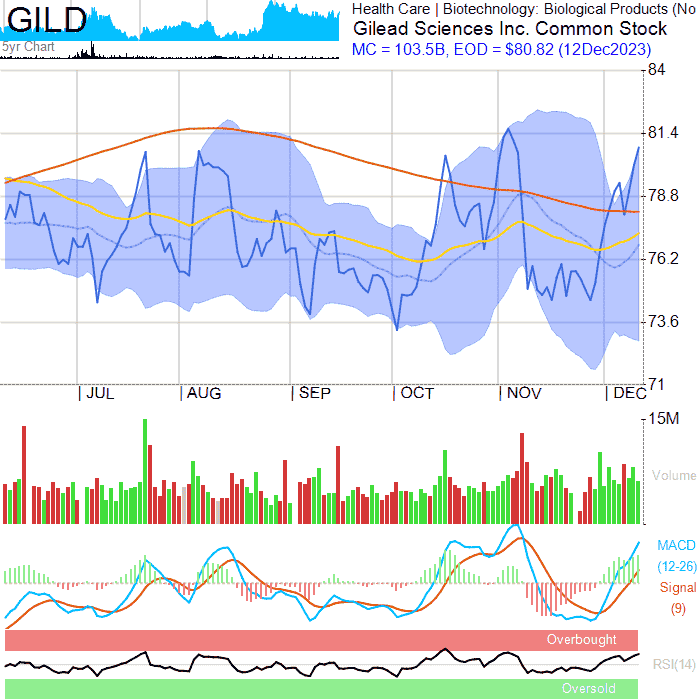 GILD
5yr Chart
Health Care | Biotechnology: Biological Products (No
Gilead Sciences Inc. Common Stock
MC = 103.5B, EOD = $80.82 (12Dec2023)
84
81.4
78.8
76.2
73.6
71
| JUL | AUG | SEP | OCT | NOV | DEC
15M
Volume
MACD
(12-26)
Signal
(9)
Overbought
RSI(14)
Oversold